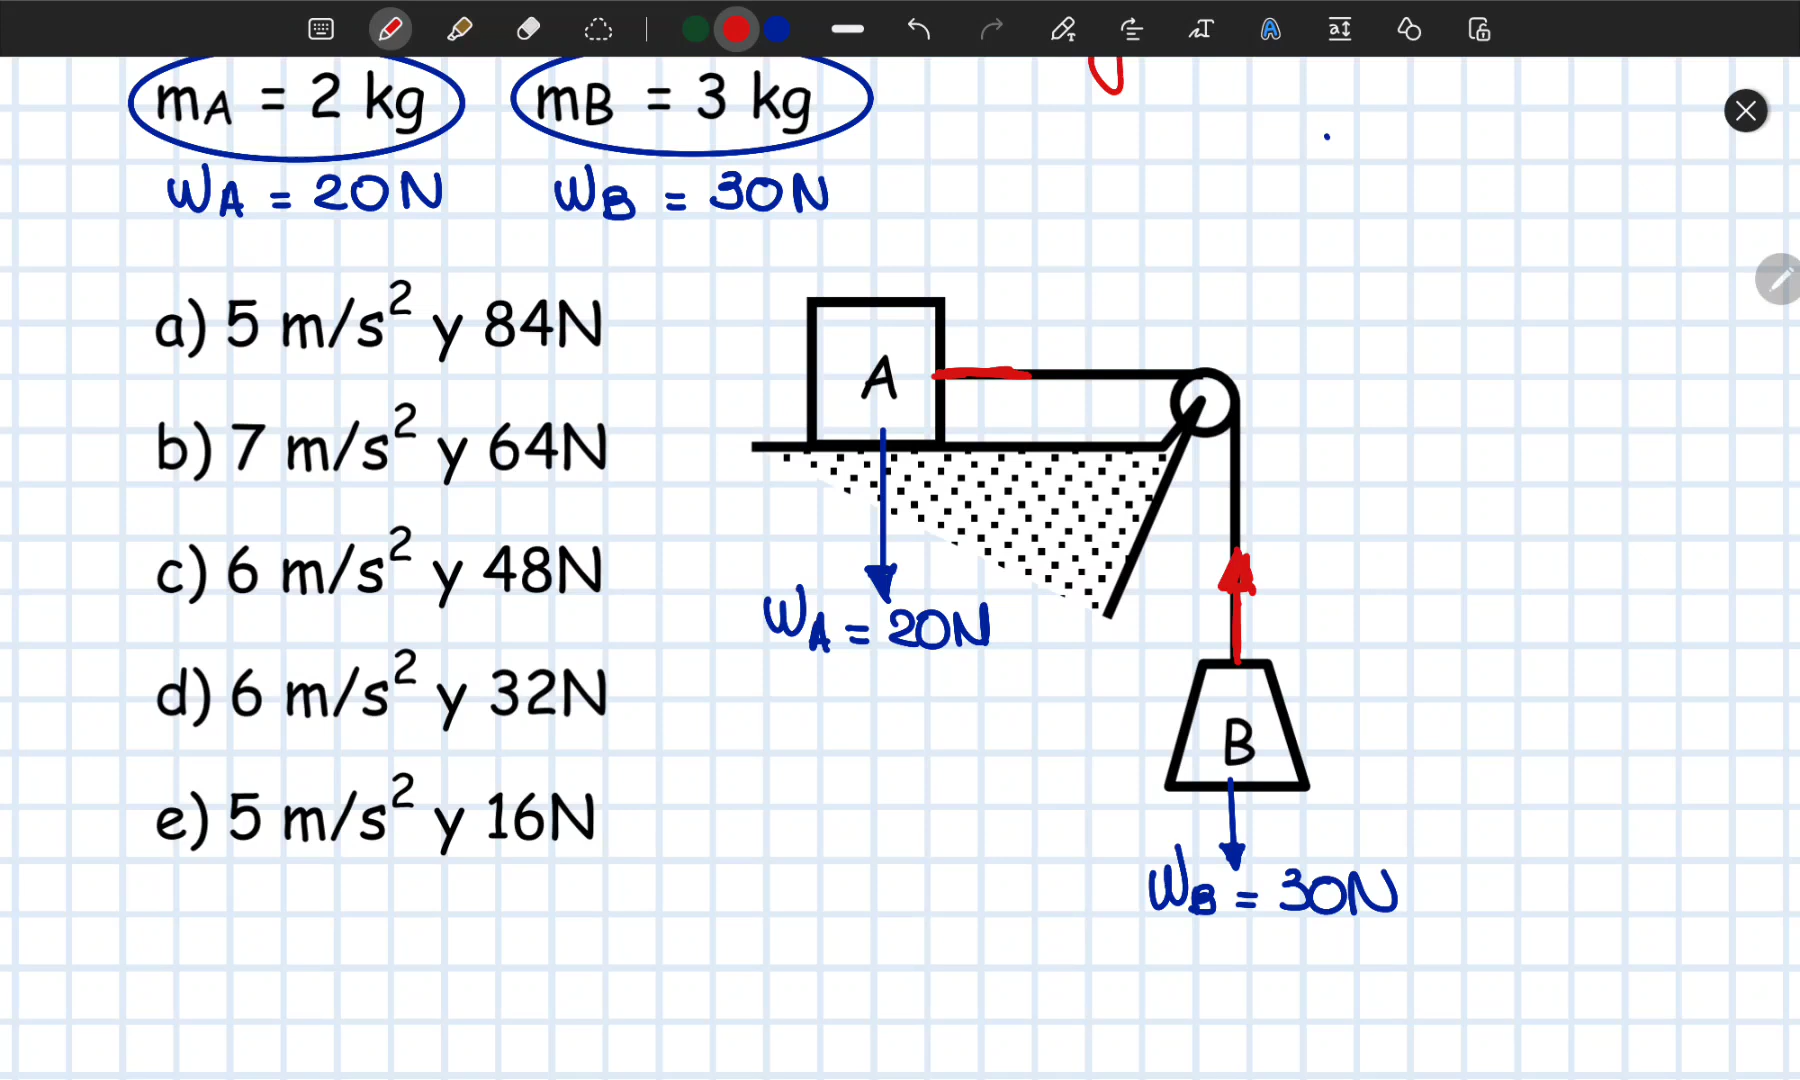 mA = 2 kg mB = 3 kg
WA = 20N WB = 30N
a) 5 m/s² y 84N
b) 7 m/s² y 64N
c) 6 m/s² y 48N
d) 6 m/s² y 32N
e) 5 m/s² y 16N
A
WA = 20N
B
WB = 30N